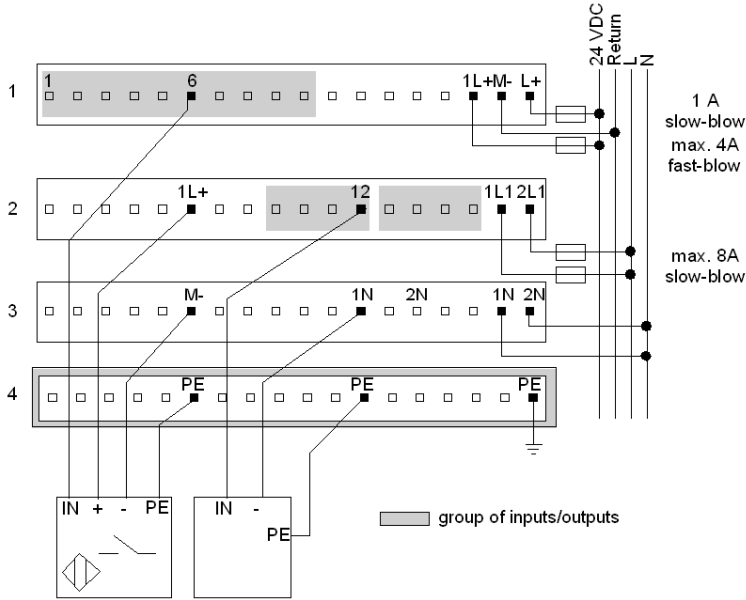 24 VDC
Return
L
N
1
1 6 1L+ M- L+
1 A
slow-blow
max. 4A
fast-blow
2
1L+ 12 1L1 2L1
max. 8A
slow-blow
3
M- 1N 2N 1N 2N
4
PE PE PE
IN + - PE
IN -
PE
group of inputs/outputs